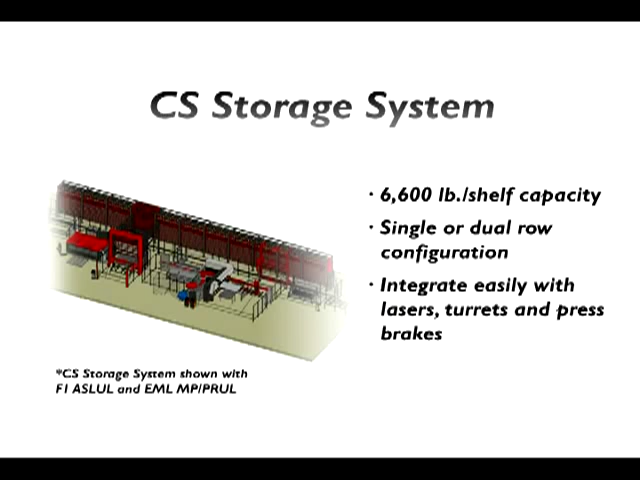 CS Storage System
· 6,600 lb./shelf capacity
· Single or dual row
configuration
· Integrate easily with
lasers, turrets and press
brakes
*CS Storage System shown with
F1 ASLUL and EML MP/PRUL